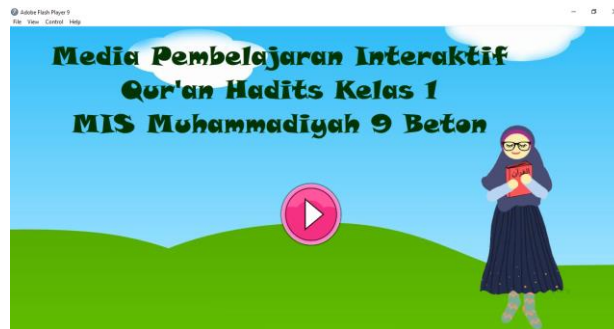 Adobe Flash Player 9
File View Control Help
Media Pembelajaran Interaktif
Qur'an Hadits Kelas 1
MIS Muhammadiyah 9 Beton